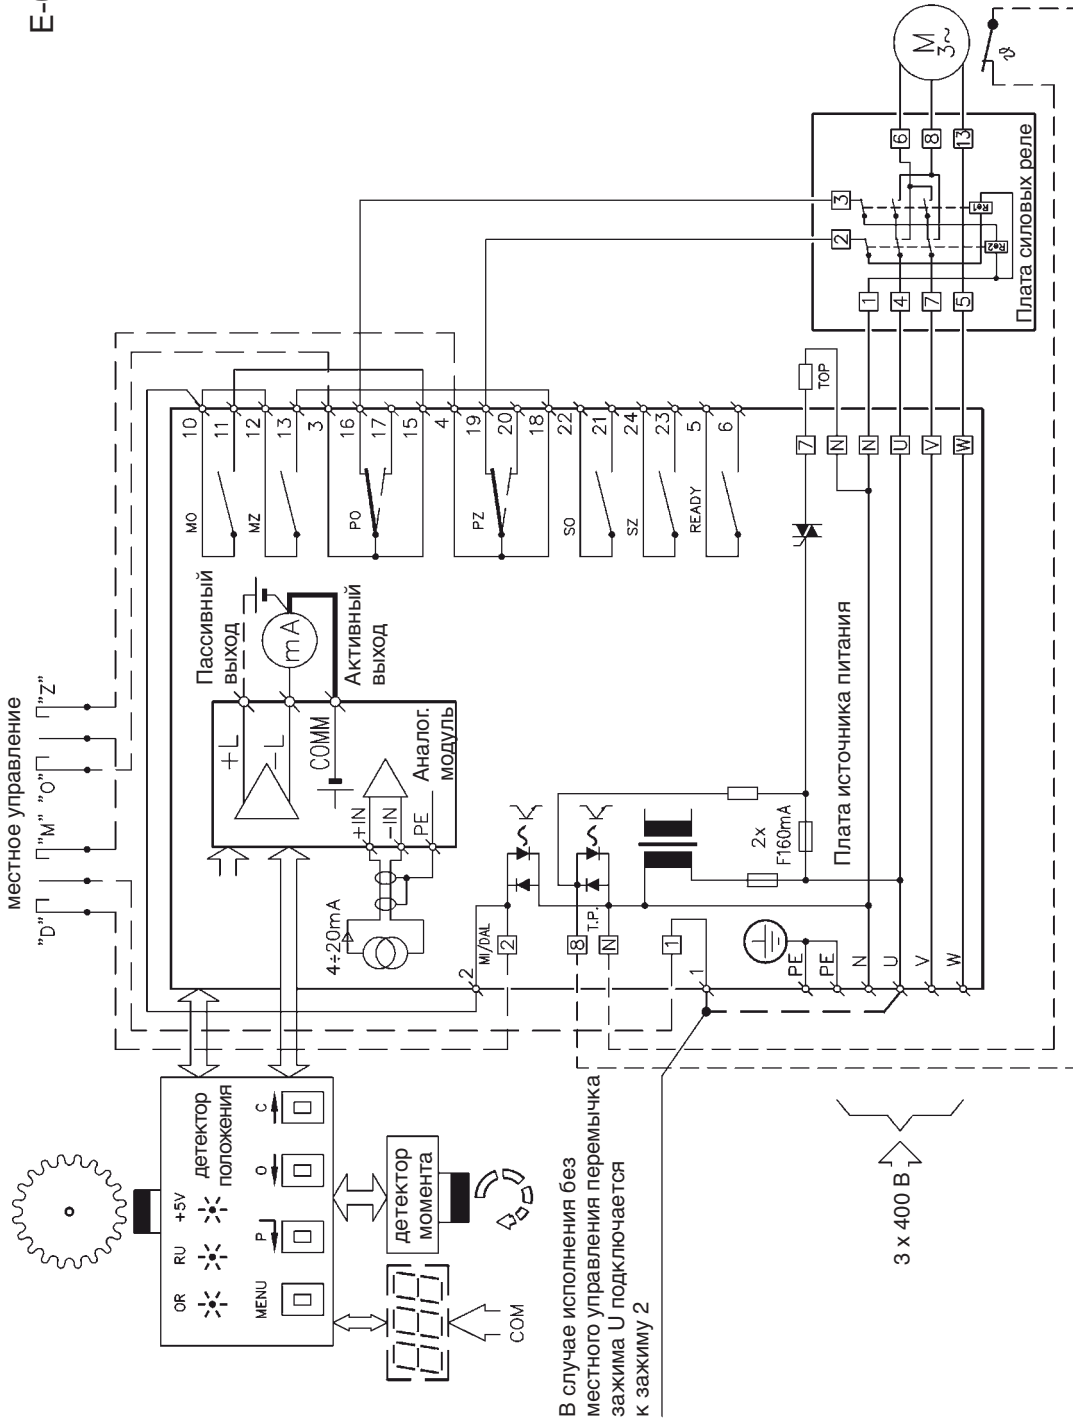 местное управление
"D" "M" "O" "Z"
OR RU +5V
детектор
положения
MENU P O C
детектор
момента
COM
4÷20mA
+IN
-IN
PE
Аналог.
модуль
+L
-L
COMM
Пассивный
выход
mA
Активный
выход
MO
MZ
PO
PZ
SO
SZ
READY
10
11
12
13
3
16
17
15
4
19
20
18
22
21
24
23
5
6
2
MI/DAL
2
8
T.P.
N
1
1
PE
PE
N
U
V
W
2x
F160mA
Плата источника питания
7
N
N
U
V
W
TOP
Плата силовых реле
1
4
7
5
2
3
6
8
13
Re1
Re2
M
3~
ϑ
В случае исполнения без
местного управления перемычка
зажима U подключается
к зажиму 2
3 x 400 В